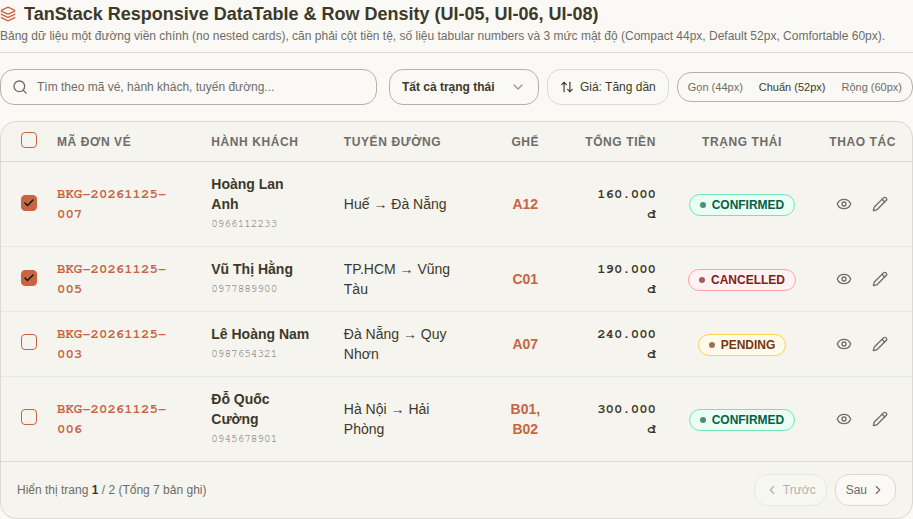 TanStack Responsive DataTable & Row Density (UI-05, UI-06, UI-08)
Bảng dữ liệu một đường viền chính (no nested cards), căn phải cột tiền tệ, số liệu tabular numbers và 3 mức mật độ (Compact 44px, Default 52px, Comfortable 60px).
Tìm theo mã vé, hành khách, tuyến đường... Tất cả trạng thái Giá: Tăng dần Gọn (44px) Chuẩn (52px) Rộng (60px)
MÃ ĐƠN VÉ HÀNH KHÁCH TUYẾN ĐƯỜNG GHẾ TỔNG TIỀN TRẠNG THÁI THAO TÁC
BKG-20261125-007 Hoàng Lan Anh 0966112233 Huế → Đà Nẵng A12 160.000 đ CONFIRMED
BKG-20261125-005 Vũ Thị Hằng 0977889900 TP.HCM → Vũng Tàu C01 190.000 đ CANCELLED
BKG-20261125-003 Lê Hoàng Nam 0987654321 Đà Nẵng → Quy Nhơn A07 240.000 đ PENDING
BKG-20261125-006 Đỗ Quốc Cường 0945678901 Hà Nội → Hải Phòng B01, B02 300.000 đ CONFIRMED
Hiển thị trang 1 / 2 (Tổng 7 bản ghi) Trước Sau